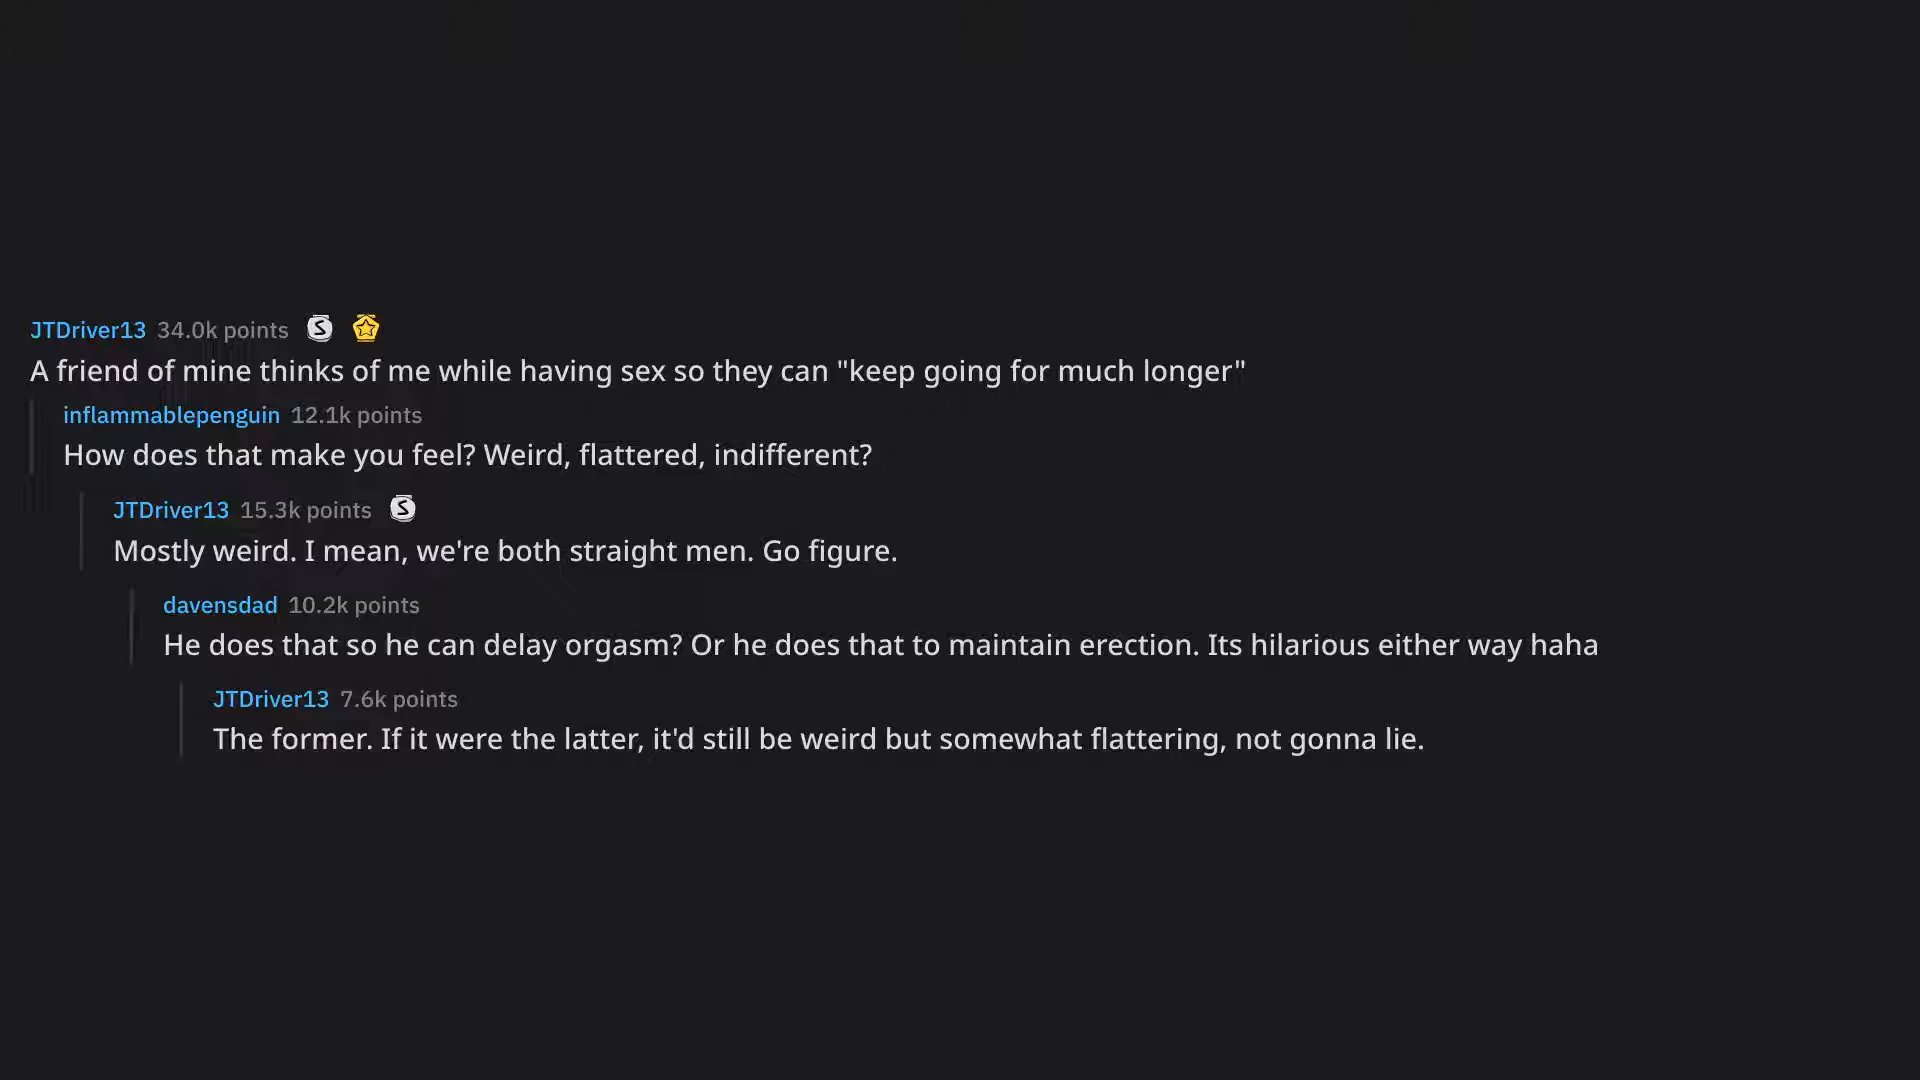 JTDriver13 34.0k points
A friend of mine thinks of me while having sex so they can "keep going for much longer"
inflammablepenguin 12.1k points
How does that make you feel? Weird, flattered, indifferent?
JTDriver13 15.3k points
Mostly weird. I mean, we're both straight men. Go figure.
davensdad 10.2k points
He does that so he can delay orgasm? Or he does that to maintain erection. Its hilarious either way haha
JTDriver13 7.6k points
The former. If it were the latter, it'd still be weird but somewhat flattering, not gonna lie.